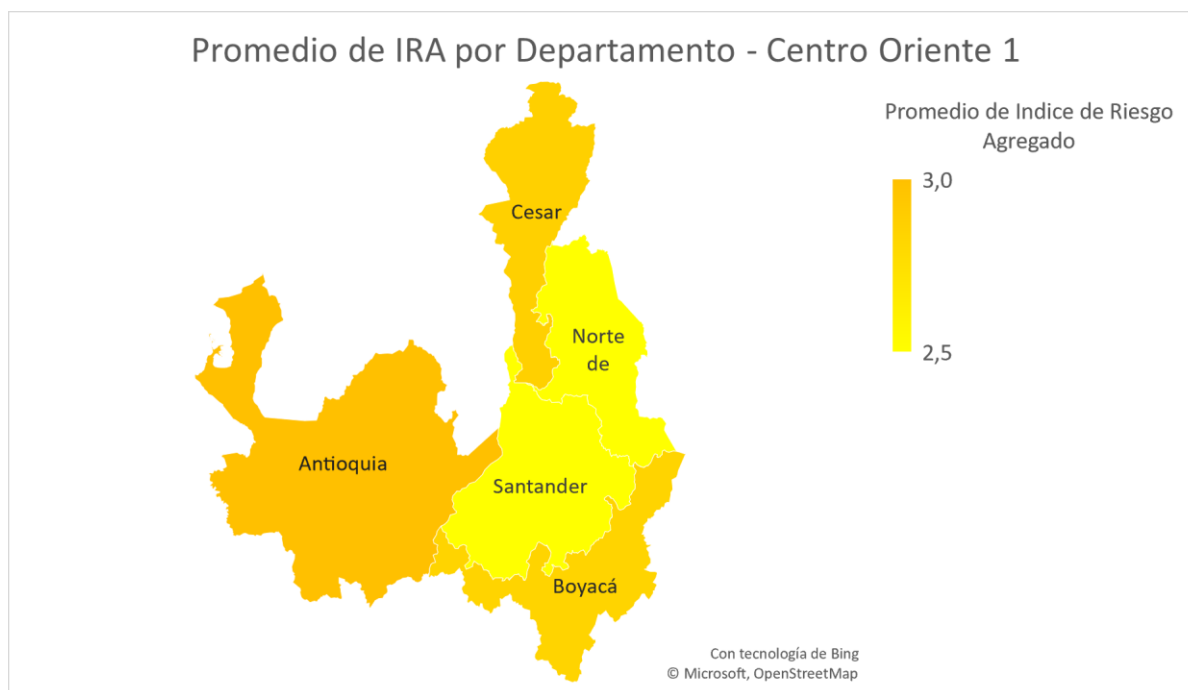 Promedio de IRA por Departamento - Centro Oriente 1
Promedio de Indice de Riesgo
Agregado
3,0
2,5
Cesar
Norte
de
Antioquia
Santander
Boyacá
Con tecnología de Bing
© Microsoft, OpenStreetMap